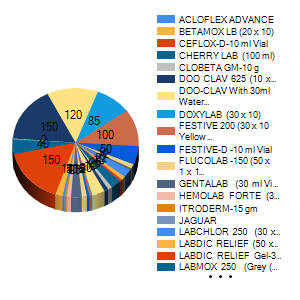 ACLOFLEX ADVANCE
BETAMOX LB (20 x 10)
CEFLOX-D-10 ml Vial
CHERRY LAB (100 ml)
CLOBETA GM-10 g
DOO CLAV 625 (10 x...
DOO-CLAV With 30ml
Water...
DOXYLAB (30 x 10)
FESTIVE 200 (30 x 10
Yellow...
FESTIVE-D -10 ml Vial
FLUCOLAB -150 (50 x
1 x 1...
GENTALAB (30 ml Vi...
HEMOLAB FORTE (3...
ITRODERM-15 gm
JAGUAR
LABCHLOR 250 (30 x...
LABDIC RELIEF (50 x...
LABDIC RELIEF Gel-3...
LABMOX 250 (Grey (...
• • •
120
85
100
50
150
40
150